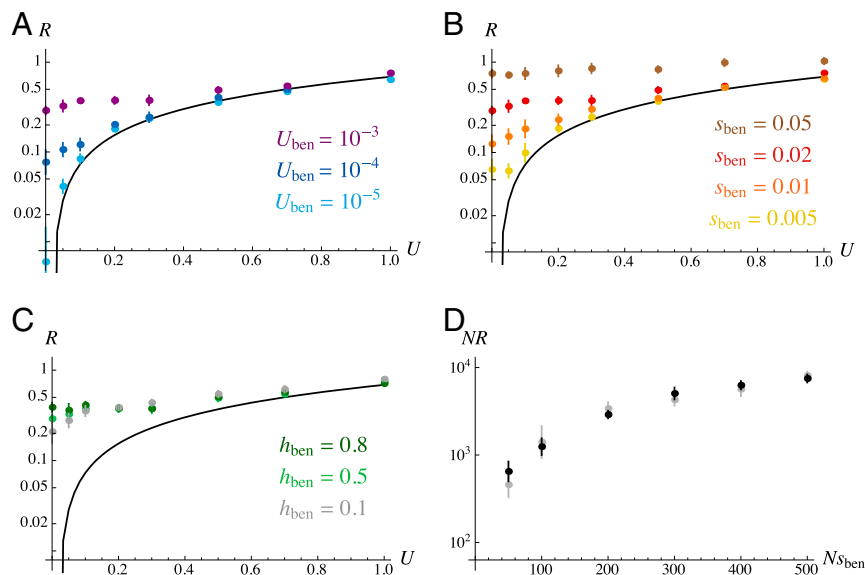 A
R
1
0.5
0.2
0.1
0.05
0.02
U_ben = 10^−3
U_ben = 10^−4
U_ben = 10^−5
0.2 0.4 0.6 0.8 1.0 U
B
R
1
0.5
0.2
0.1
0.05
0.02
s_ben = 0.05
s_ben = 0.02
s_ben = 0.01
s_ben = 0.005
0.2 0.4 0.6 0.8 1.0 U
C
R
1
0.5
0.2
0.1
0.05
0.02
h_ben = 0.8
h_ben = 0.5
h_ben = 0.1
0.2 0.4 0.6 0.8 1.0 U
D
NR
10^4
10^3
10^2
100 200 300 400 500 Ns_ben